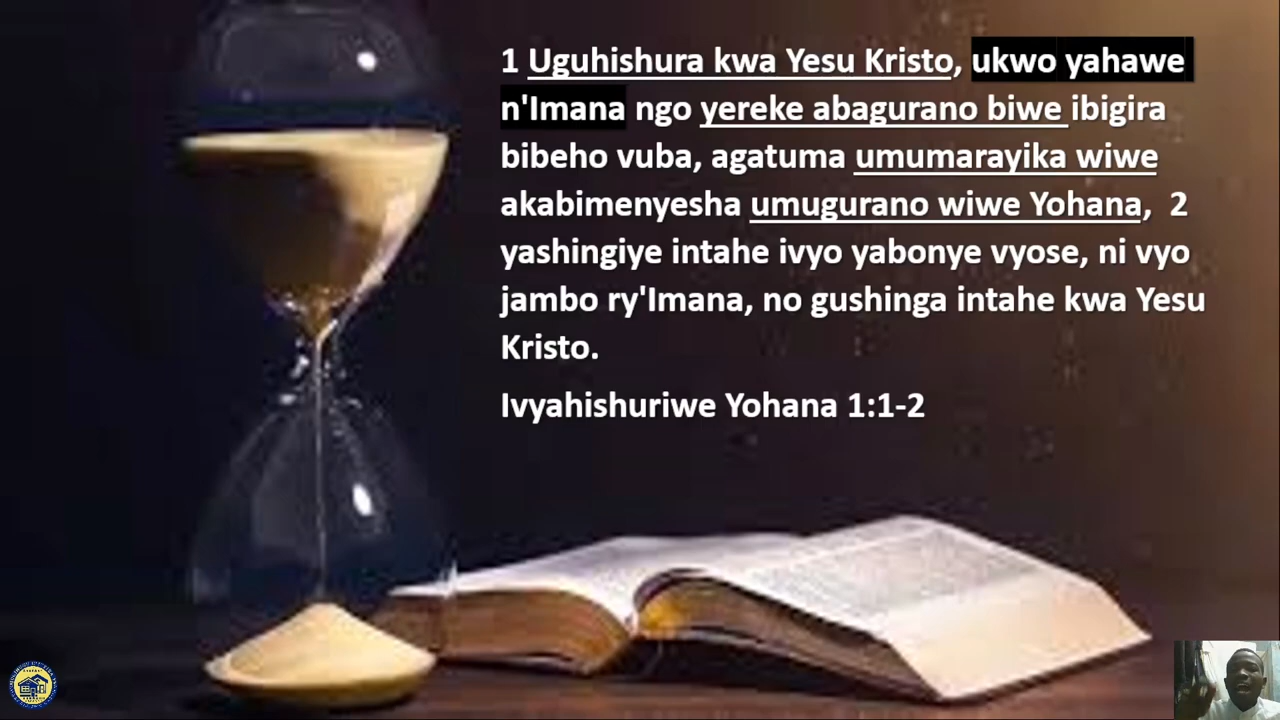 1 Uguhishura kwa Yesu Kristo, ukwo yahawe
n'Imana ngo yereke abagurano biwe ibigira
bibeho vuba, agatuma umumarayika wiwe
akabimenyesha umugurano wiwe Yohana, 2
yashingiye intahe ivyo yabonye vyose, ni vyo
jambo ry'Imana, no gushinga intahe kwa Yesu
Kristo.
Ivyahishuriwe Yohana 1:1-2